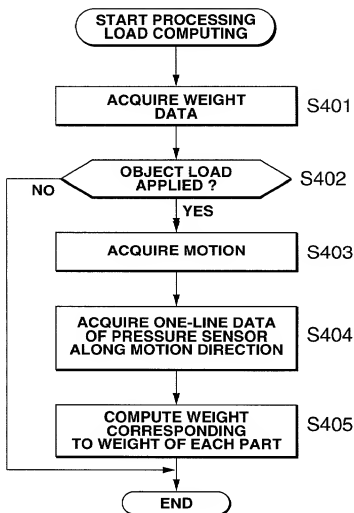 START PROCESSING
LOAD COMPUTING
ACQUIRE WEIGHT
DATA
S401
OBJECT LOAD
APPLIED ?
S402
NO
YES
ACQUIRE MOTION
S403
ACQUIRE ONE-LINE DATA
OF PRESSURE SENSOR
ALONG MOTION DIRECTION
S404
COMPUTE WEIGHT
CORRESPONDING
TO WEIGHT OF EACH PART
S405
END